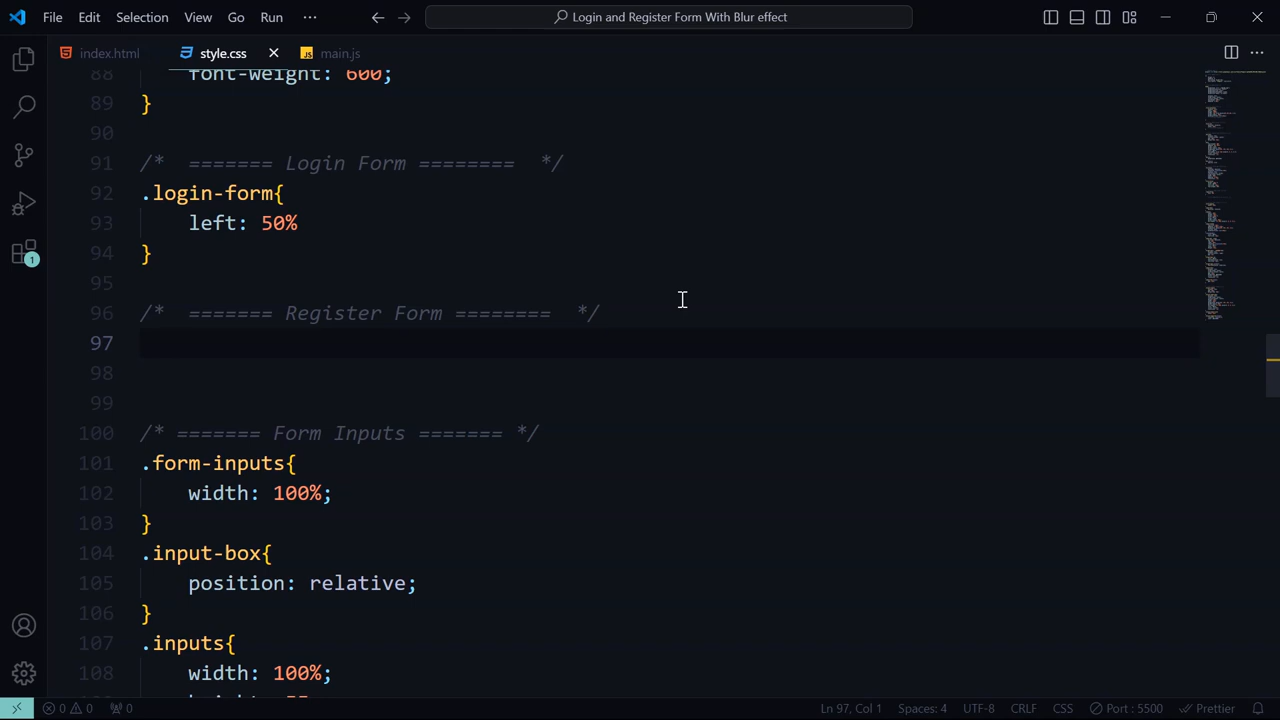 File Edit Selection View Go Run ··· Login and Register Form With Blur effect
index.html style.css main.js
88 font-weight: 600;
89 }
90
91 /*  ======= Login Form ========  */
92 .login-form{
93 left: 50%
94 }
95
96 /*  ======= Register Form ========  */
97
98
99
100 /* ======= Form Inputs ======= */
101 .form-inputs{
102 width: 100%;
103 }
104 .input-box{
105 position: relative;
106 }
107 .inputs{
108 width: 100%;
1
0 0 0 Ln 97, Col 1 Spaces: 4 UTF-8 CRLF CSS Port : 5500 Prettier